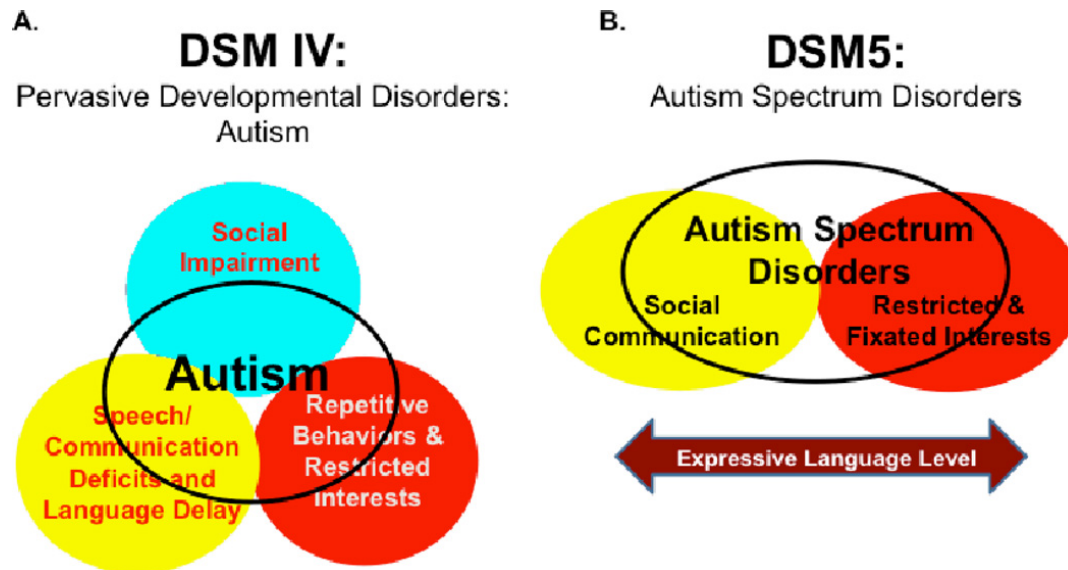 A.
DSM IV:
Pervasive Developmental Disorders:
Autism
Social
Impairment
Autism
Speech/
Communication
Deficits and
Language Delay
Repetitive
Behaviors &
Restricted
Interests
B.
DSM5:
Autism Spectrum Disorders
Autism Spectrum
Disorders
Social
Communication
Restricted &
Fixated Interests
Expressive Language Level